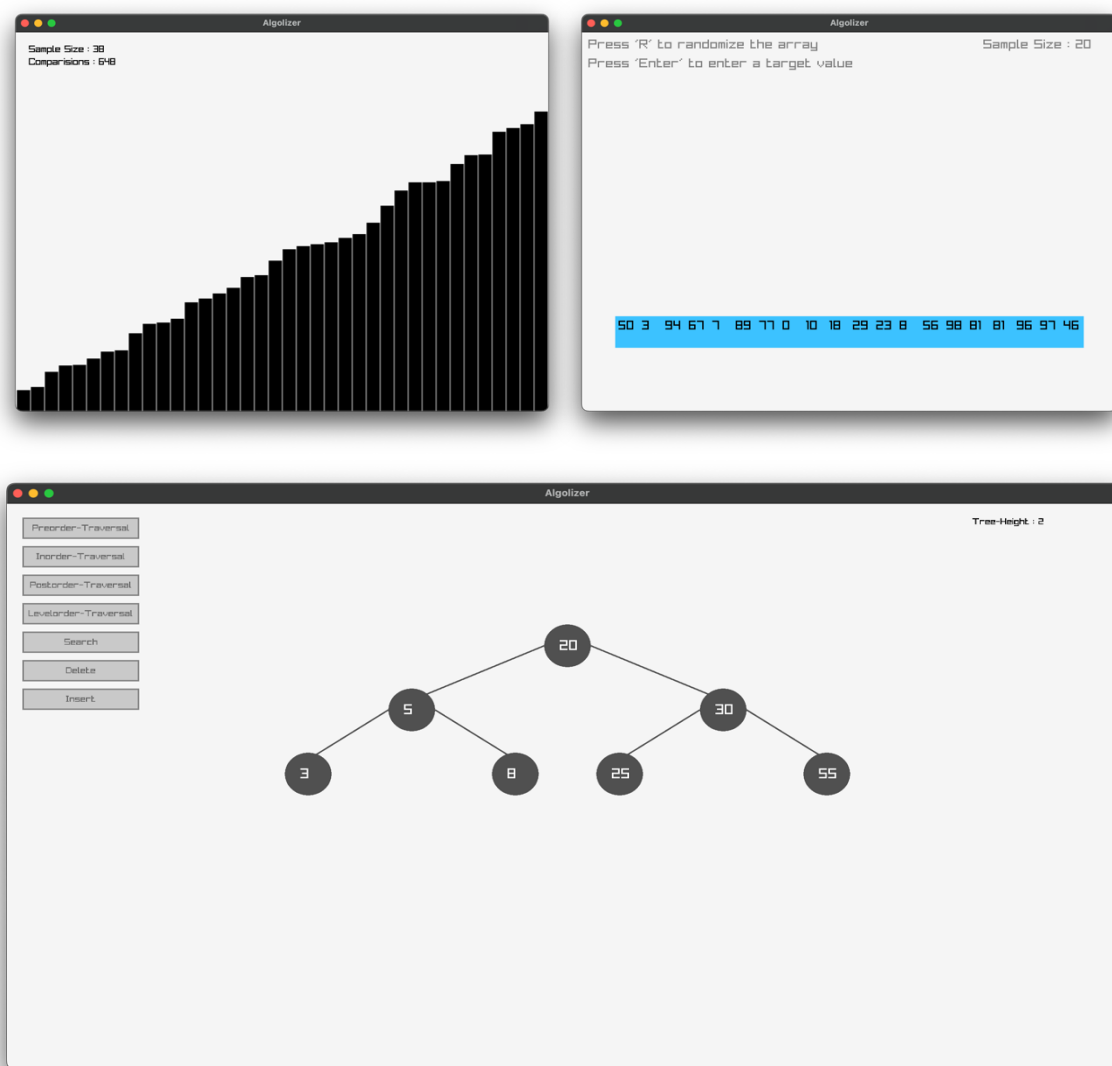 Algolizer
Sample Size : 38
Comparisions : 648
Algolizer
Press 'R' to randomize the array
Sample Size : 20
Press 'Enter' to enter a target value
50 3 94 67 7 89 77 0 10 18 29 23 8 56 98 81 81 96 97 46
Algolizer
Preorder-Traversal
Tree-Height : 2
Inorder-Traversal
Postorder-Traversal
Levelorder-Traversal
Search
Delete
Insert
20
5
30
3
8
25
55